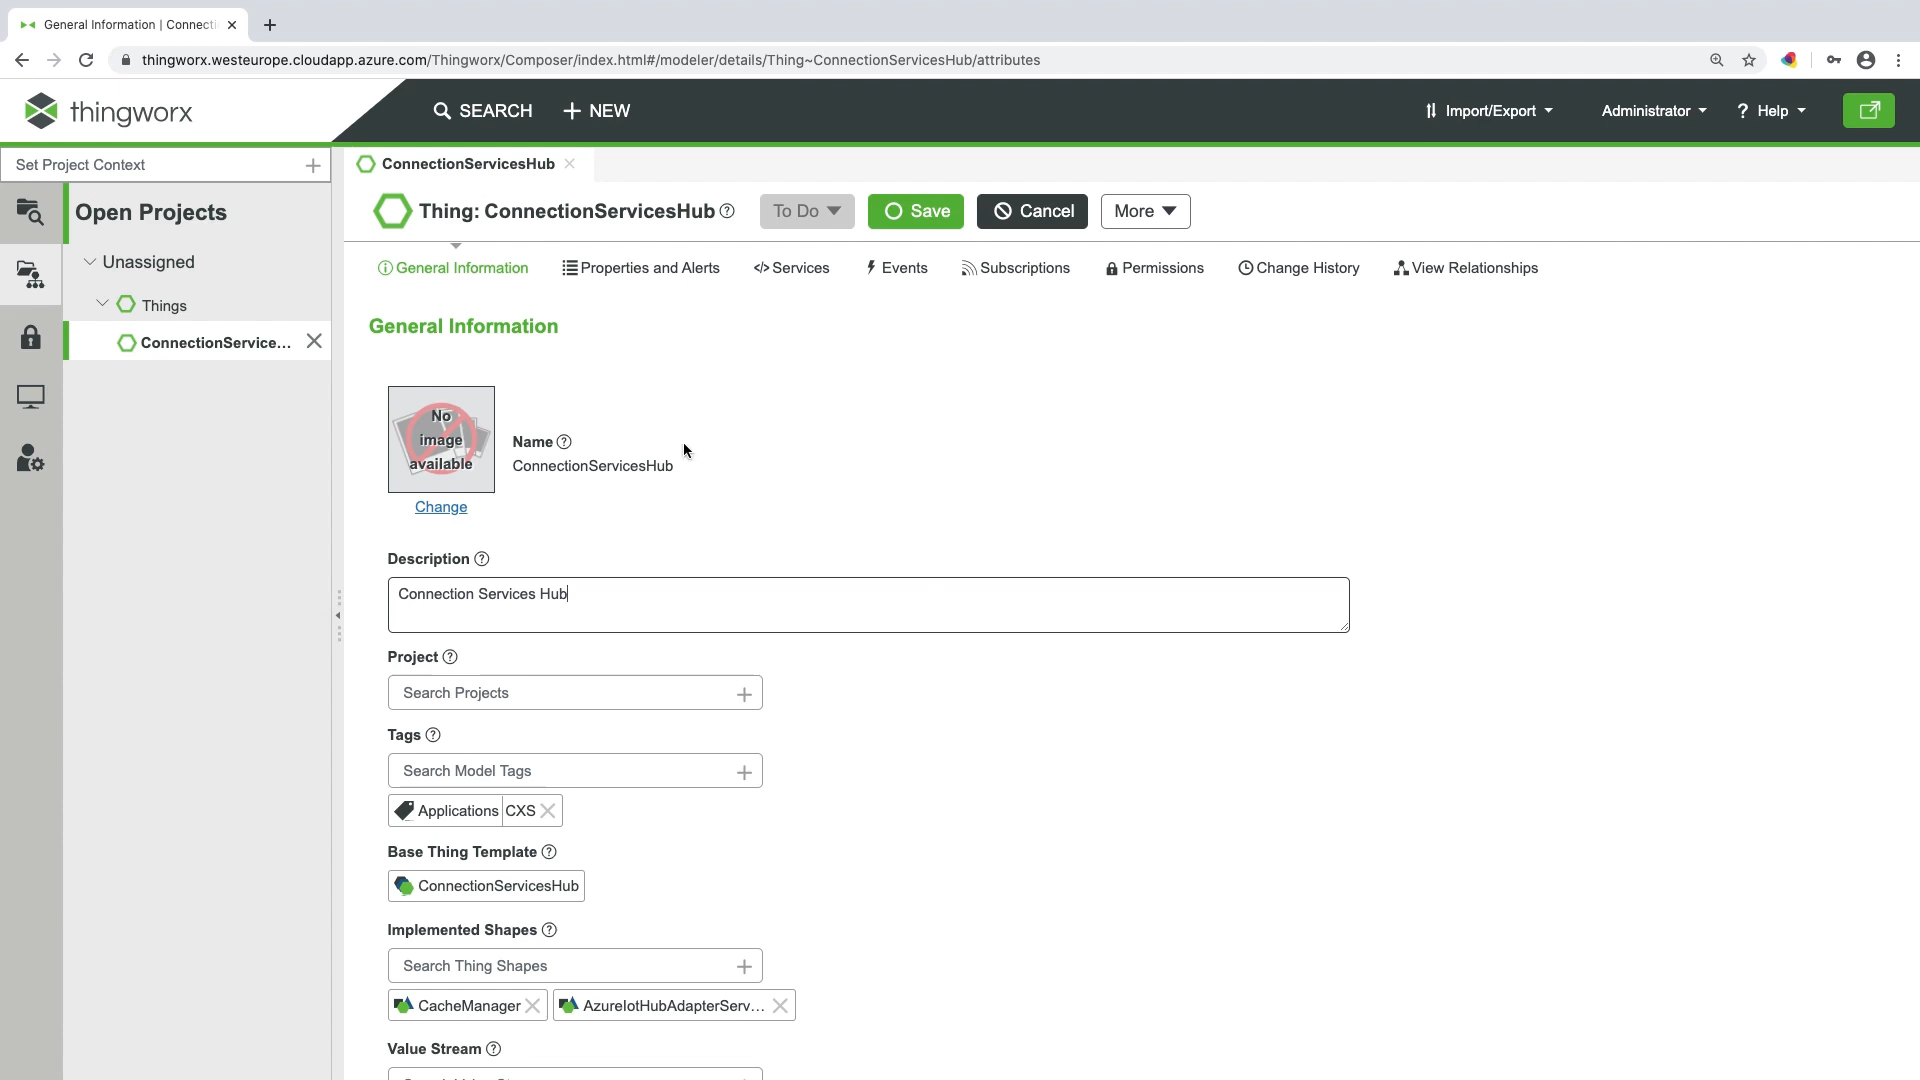 General Information | Connecti
thingworx.westeurope.cloudapp.azure.com/Thingworx/Composer/index.html#/modeler/details/Thing~ConnectionServicesHub/attributes
thingworx
SEARCH
NEW
Import/Export
Administrator
? Help
Set Project Context
ConnectionServicesHub
Open Projects
Thing: ConnectionServicesHub
To Do
Save
Cancel
More
Unassigned
Things
ConnectionService...
General Information
Properties and Alerts
</> Services
Events
Subscriptions
Permissions
Change History
View Relationships
General Information
No
image
available
Change
Name
ConnectionServicesHub
Description
Connection Services Hub
Project
Search Projects
Tags
Search Model Tags
Applications CXS
Base Thing Template
ConnectionServicesHub
Implemented Shapes
Search Thing Shapes
CacheManager
AzureIotHubAdapterServ...
Value Stream